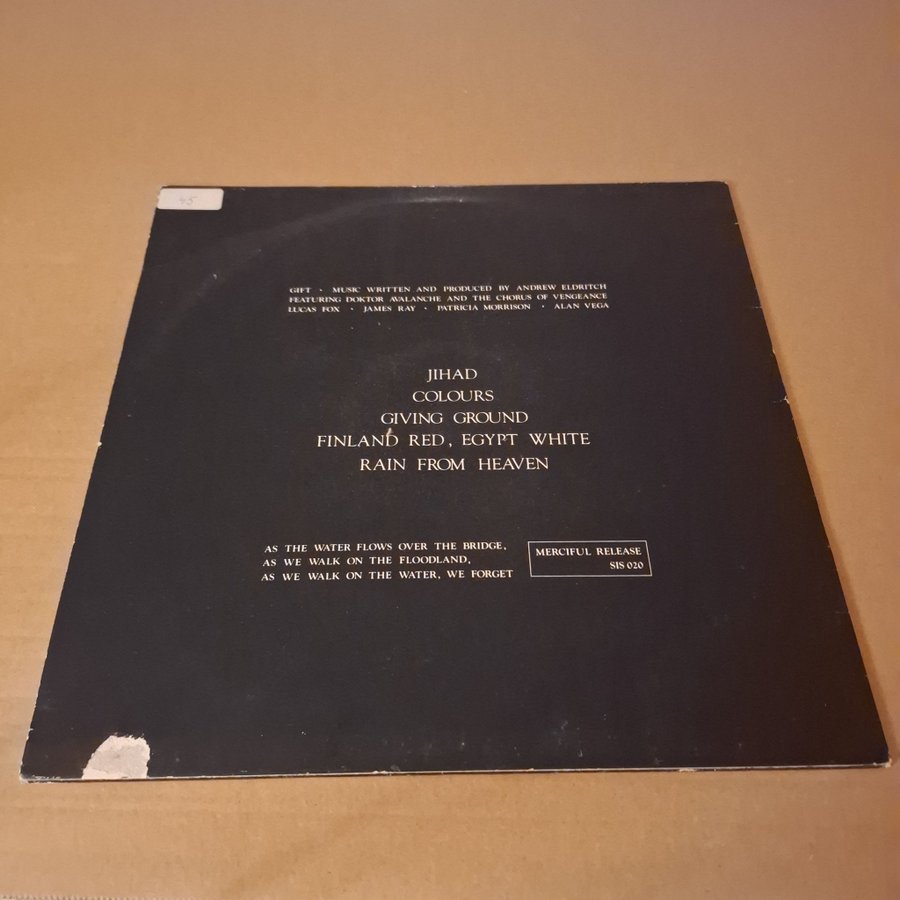 45
GIFT · MUSIC WRITTEN AND PRODUCED BY ANDREW ELDRITCH
FEATURING DOKTOR AVALANCHE AND THE CHORUS OF VENGEANCE
LUCAS FOX · JAMES RAY · PATRICIA MORRISON · ALAN VEGA
JIHAD
COLOURS
GIVING GROUND
FINLAND RED, EGYPT WHITE
RAIN FROM HEAVEN
AS THE WATER FLOWS OVER THE BRIDGE,
AS WE WALK ON THE FLOODLAND,
AS WE WALK ON THE WATER, WE FORGET
MERCIFUL RELEASE
SIS 020